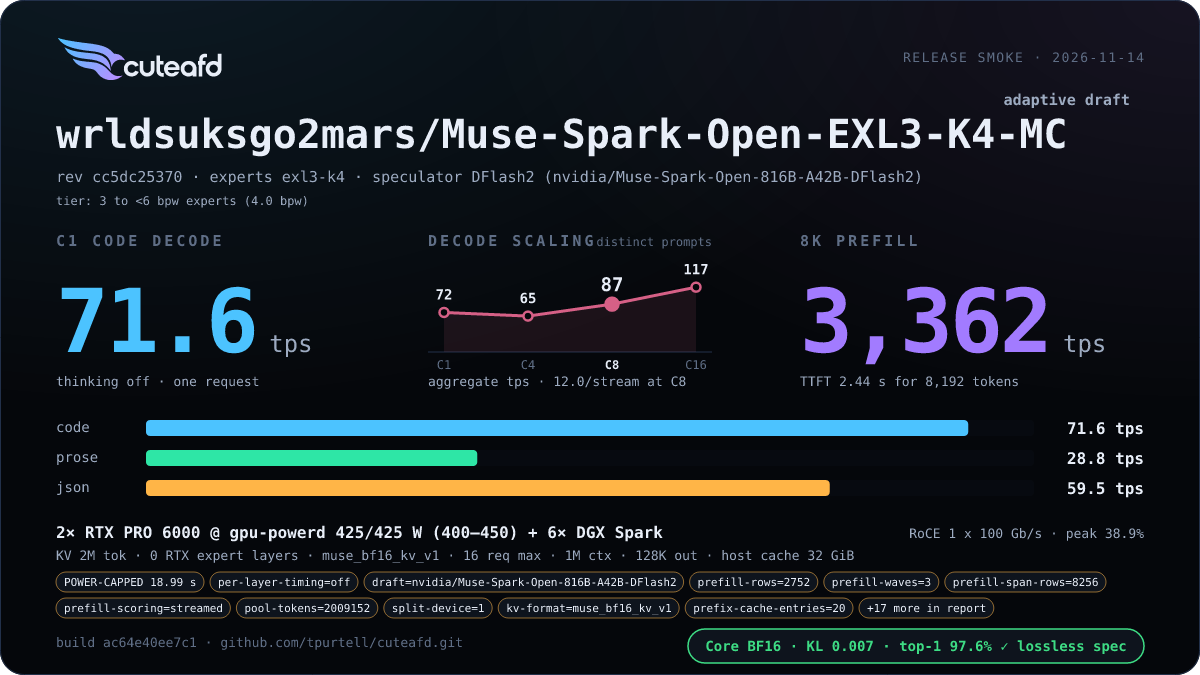 cuteafd
RELEASE SMOKE · 2026-11-14
adaptive draft
wrldsuksgo2mars/Muse-Spark-Open-EXL3-K4-MC
rev cc5dc25370 · experts exl3-k4 · speculator DFlash2 (nvidia/Muse-Spark-Open-816B-A42B-DFlash2)
tier: 3 to <6 bpw experts (4.0 bpw)
C1 CODE DECODE
71.6 tps
thinking off · one request
DECODE SCALING distinct prompts
72 65 87 117
C1 C4 C8 C16
aggregate tps · 12.0/stream at C8
8K PREFILL
3,362 tps
TTFT 2.44 s for 8,192 tokens
code 71.6 tps
prose 28.8 tps
json 59.5 tps
2× RTX PRO 6000 @ gpu-powerd 425/425 W (400–450) + 6× DGX Spark
RoCE 1 x 100 Gb/s · peak 38.9%
KV 2M tok · 0 RTX expert layers · muse_bf16_kv_v1 · 16 req max · 1M ctx · 128K out · host cache 32 GiB
POWER-CAPPED 18.99 s per-layer-timing=off draft=nvidia/Muse-Spark-Open-816B-A42B-DFlash2 prefill-rows=2752 prefill-waves=3 prefill-span-rows=8256
prefill-scoring=streamed pool-tokens=2009152 split-device=1 kv-format=muse_bf16_kv_v1 prefix-cache-entries=20 +17 more in report
build ac64e40ee7c1 · github.com/tpurtell/cuteafd.git
Core BF16 · KL 0.007 · top-1 97.6% ✓ lossless spec